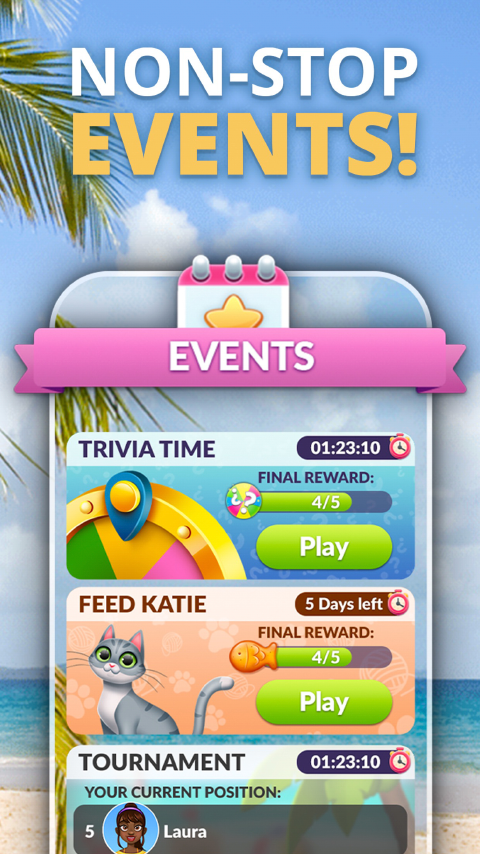 NON-STOP
EVENTS!
EVENTS
TRIVIA TIME
01:23:10
FINAL REWARD:
4/5
Play
FEED KATIE
5 Days left
FINAL REWARD:
4/5
Play
TOURNAMENT
01:23:10
YOUR CURRENT POSITION:
5 Laura